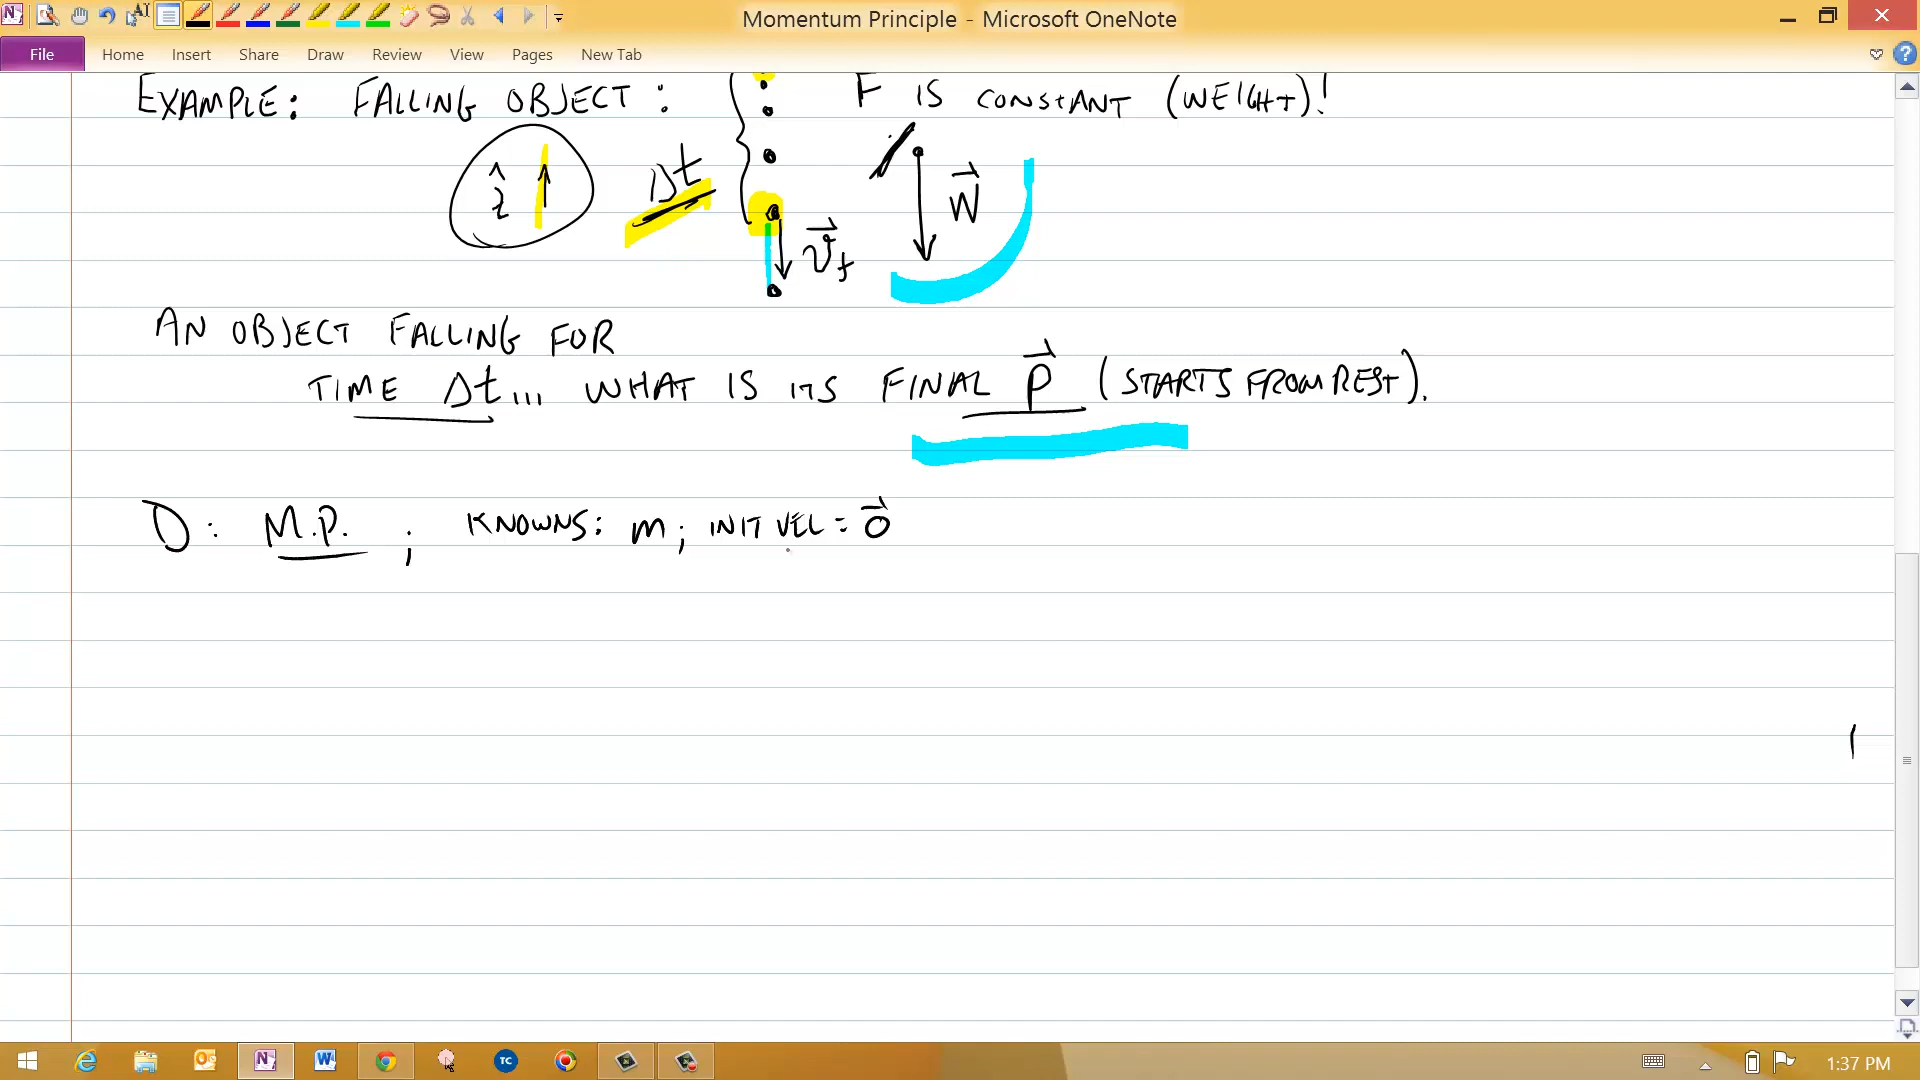 Momentum Principle - Microsoft OneNote
File Home Insert Share Draw Review View Pages New Tab
EXAMPLE: FALLING OBJECT: F IS CONSTANT (WEIGHT)!
Δt
W
v_f
AN OBJECT FALLING FOR
TIME Δt... WHAT IS ITS FINAL p⃗ (STARTS FROM REST).
D: M.P. ; KNOWNS: m; INIT VEL = 0⃗
1:37 PM